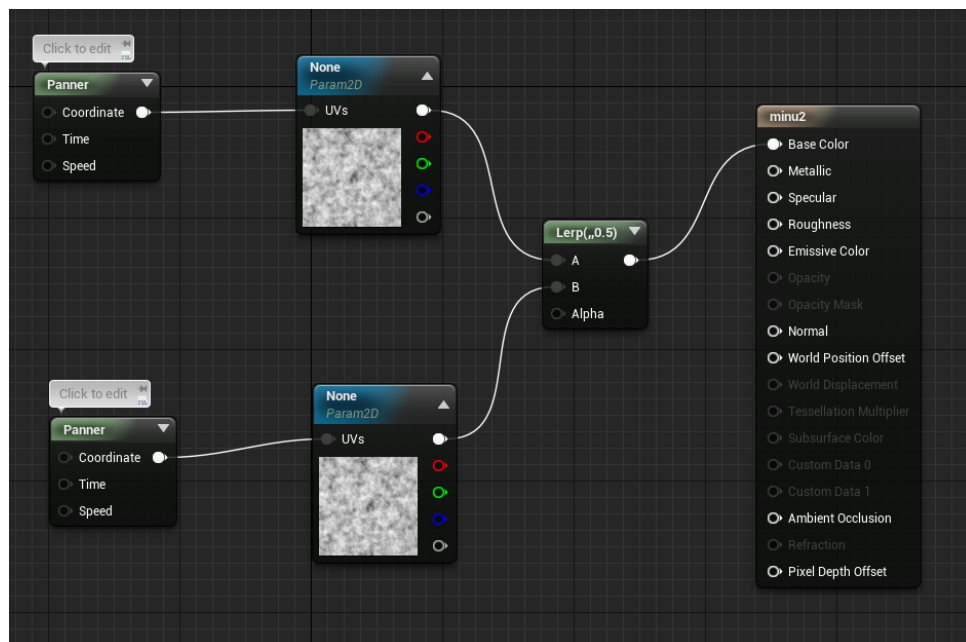 Click to edit
Panner
Coordinate
Time
Speed
None
Param2D
UVs
Lerp(,,0.5)
A
B
Alpha
minu2
Base Color
Metallic
Specular
Roughness
Emissive Color
Opacity
Opacity Mask
Normal
World Position Offset
World Displacement
Tessellation Multiplier
Subsurface Color
Custom Data 0
Custom Data 1
Ambient Occlusion
Refraction
Pixel Depth Offset
Click to edit
Panner
Coordinate
Time
Speed
None
Param2D
UVs